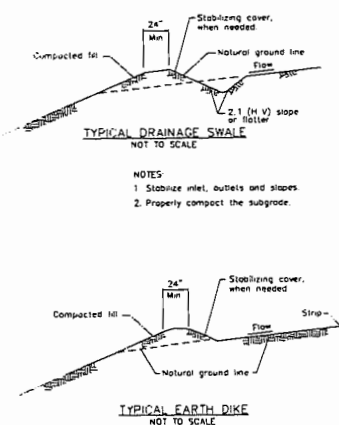 24"
Min
Stabilizing cover,
when needed.
Compacted fill
Natural ground line
Flow
2.1 (H V) slope
or flatter
TYPICAL DRAINAGE SWALE
NOT TO SCALE
NOTES:
1 Stabilize inlet, outlets and slopes.
2. Properly compact the subgrade.
24"
Min
Stabilizing cover,
when needed
Compacted fill
Strip
Flow
Natural ground line
TYPICAL EARTH DIKE
NOT TO SCALE